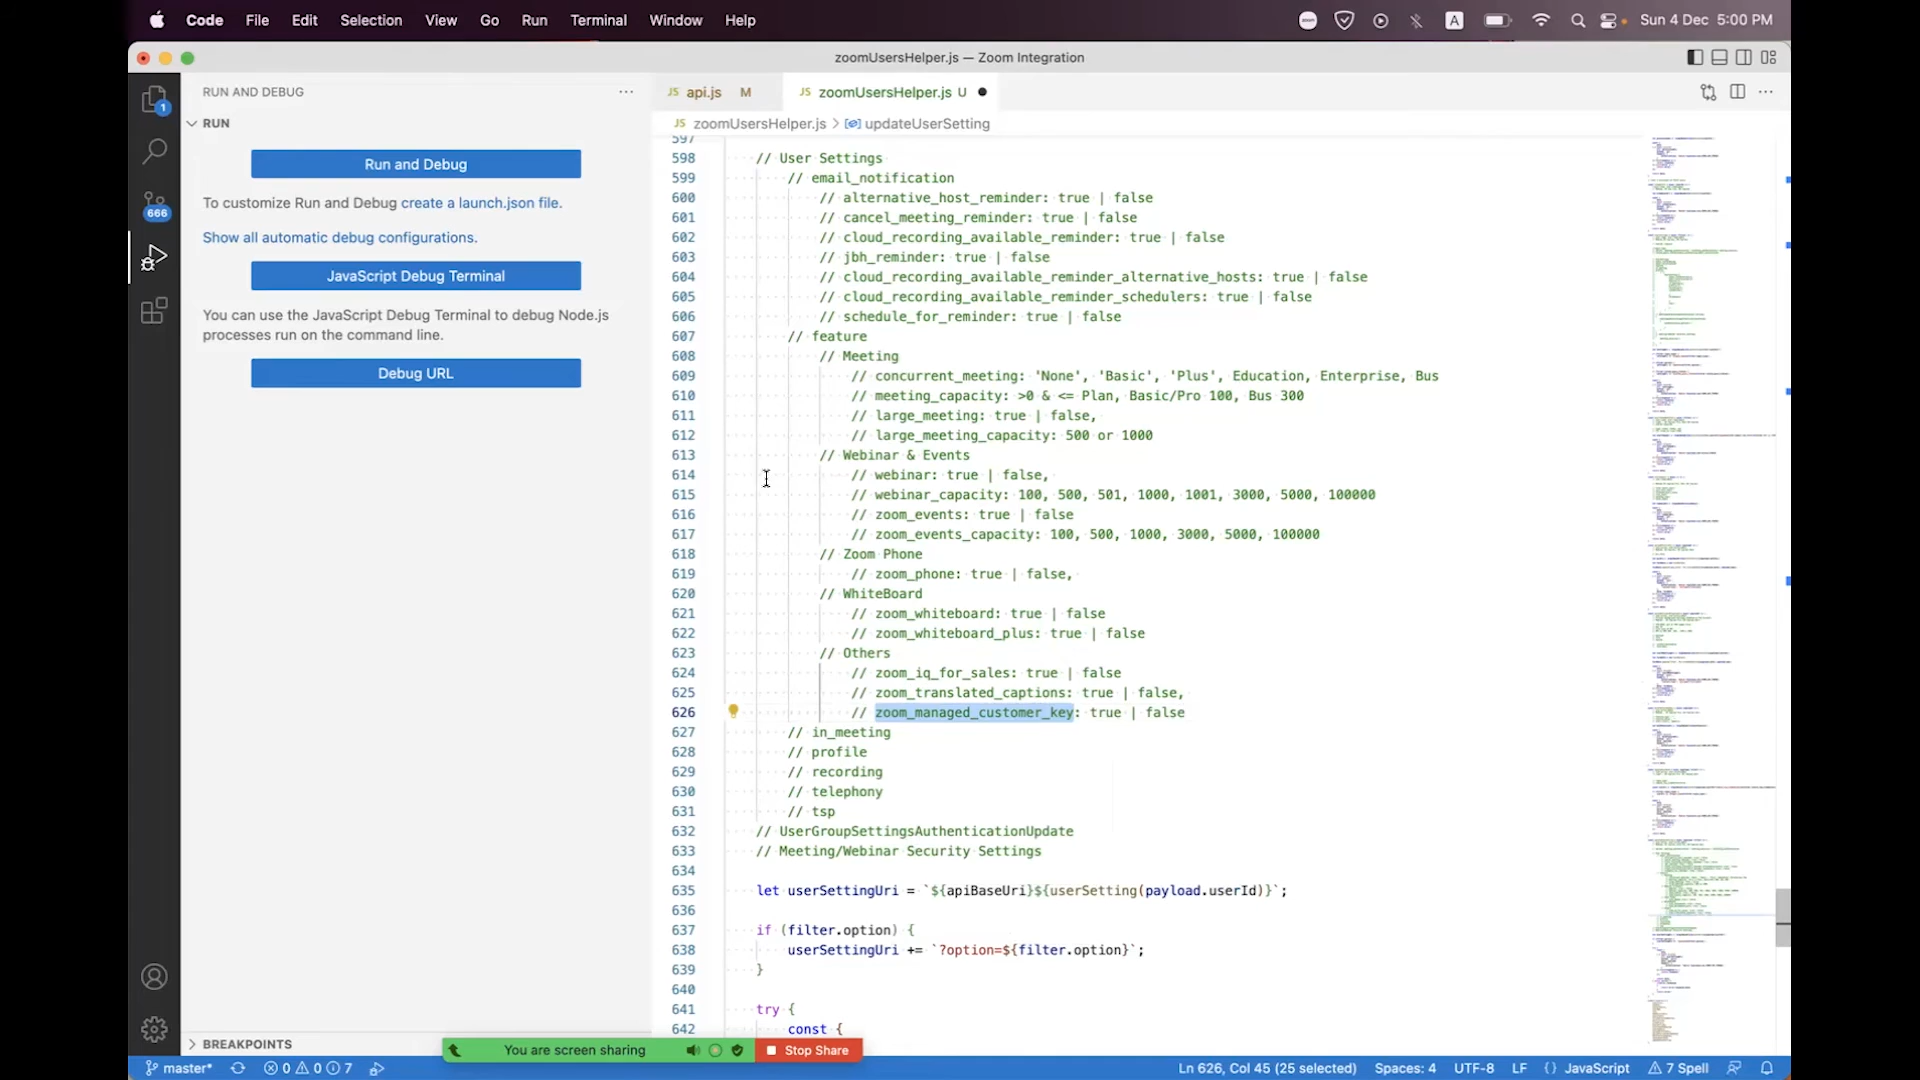 Code File Edit Selection View Go Run Terminal Window Help
A
Sun 4 Dec 5:00 PM
zoomUsersHelper.js — Zoom Integration
RUN AND DEBUG
RUN
Run and Debug
To customize Run and Debug create a launch.json file.
Show all automatic debug configurations.
JavaScript Debug Terminal
You can use the JavaScript Debug Terminal to debug Node.js
processes run on the command line.
Debug URL
BREAKPOINTS
1
666
JS api.js M
JS zoomUsersHelper.js U
JS zoomUsersHelper.js > updateUserSetting
597
598 // User Settings
599 // email_notification
600 // alternative_host_reminder: true | false
601 // cancel_meeting_reminder: true | false
602 // cloud_recording_available_reminder: true | false
603 // jbh_reminder: true | false
604 // cloud_recording_available_reminder_alternative_hosts: true | false
605 // cloud_recording_available_reminder_schedulers: true | false
606 // schedule_for_reminder: true | false
607 // feature
608 // Meeting
609 // concurrent_meeting: 'None', 'Basic', 'Plus', Education, Enterprise, Bus
610 // meeting_capacity: >0 & <= Plan, Basic/Pro 100, Bus 300
611 // large_meeting: true | false,
612 // large_meeting_capacity: 500 or 1000
613 // Webinar & Events
614 // webinar: true | false,
615 // webinar_capacity: 100, 500, 501, 1000, 1001, 3000, 5000, 100000
616 // zoom_events: true | false
617 // zoom_events_capacity: 100, 500, 1000, 3000, 5000, 100000
618 // Zoom Phone
619 // zoom_phone: true | false,
620 // WhiteBoard
621 // zoom_whiteboard: true | false
622 // zoom_whiteboard_plus: true | false
623 // Others
624 // zoom_iq_for_sales: true | false
625 // zoom_translated_captions: true | false,
626 // zoom_managed_customer_key: true | false
627 // in_meeting
628 // profile
629 // recording
630 // telephony
631 // tsp
632 // UserGroupSettingsAuthenticationUpdate
633 // Meeting/Webinar Security Settings
634
635 let userSettingUri = `${apiBaseUri}${userSetting(payload.userId)}`;
636
637 if (filter.option) {
638 userSettingUri += `?option=${filter.option}`;
639 }
640
641 try {
642 const {
You are screen sharing
Stop Share
master* 0 0 7
Ln 626, Col 45 (25 selected) Spaces: 4 UTF-8 LF {} JavaScript 7 Spell